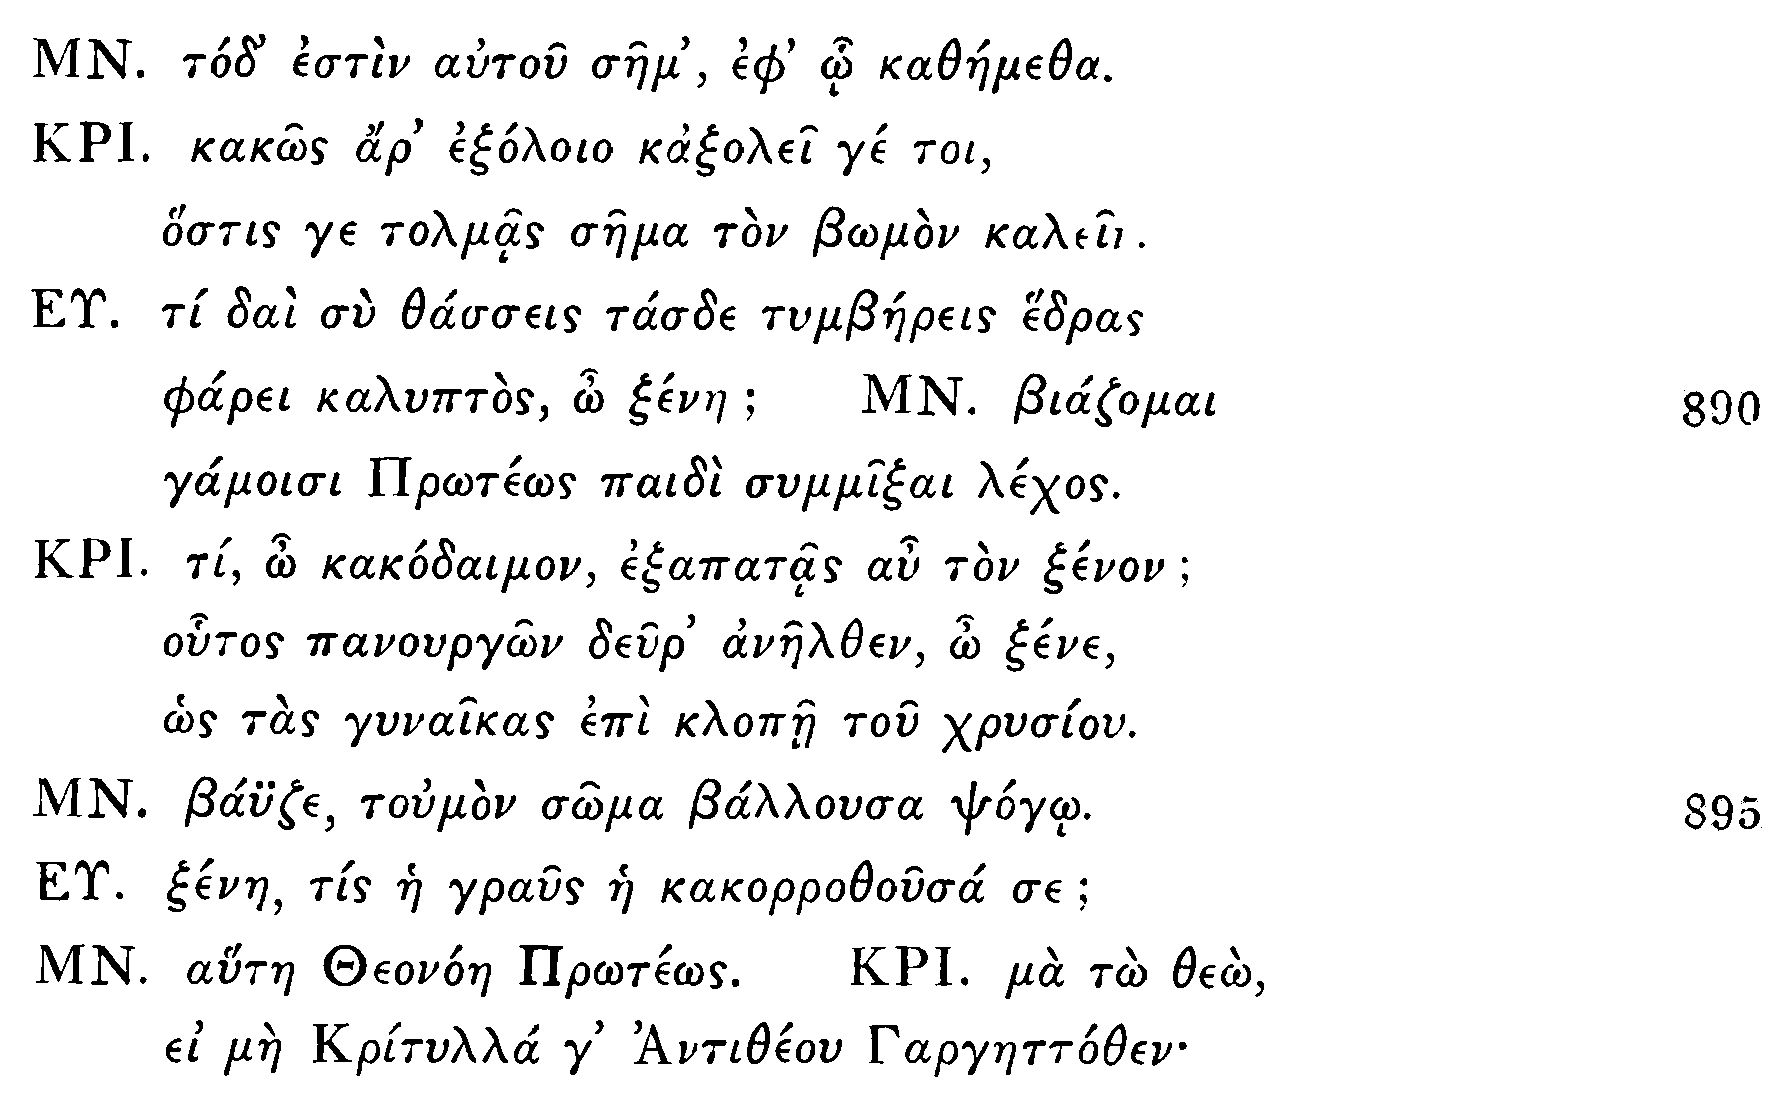 ΜΝ. τόδ' ἐστὶν αὐτοῦ σῆμ', ἐφ' ᾧ καθήμεθα.
ΚΡΙ. κακῶς ἄρ' ἐξόλοιο κἀξολεῖ γέ τοι,
ὅστις γε τολμᾷς σῆμα τὸν βωμὸν καλεῖν.
ΕΥ. τί δαὶ σὺ θάσσεις τάσδε τυμβήρεις ἕδρας
φάρει καλυπτὸς, ὦ ξένη; ΜΝ. βιάζομαι 890
γάμοισι Πρωτέως παιδὶ συμμῖξαι λέχος.
ΚΡΙ. τί, ὦ κακόδαιμον, ἐξαπατᾷς αὖ τὸν ξένον;
οὗτος πανουργῶν δεῦρ' ἀνῆλθεν, ὦ ξένε,
ὡς τὰς γυναῖκας ἐπὶ κλοπῇ τοῦ χρυσίου.
ΜΝ. βάϋζε, τοὐμὸν σῶμα βάλλουσα ψόγῳ. 895
ΕΥ. ξένη, τίς ἡ γραῦς ἡ κακορροθοῦσά σε;
ΜΝ. αὕτη Θεονόη Πρωτέως. ΚΡΙ. μὰ τὼ θεὼ,
εἰ μὴ Κρίτυλλά γ' Ἀντιθέου Γαργηττόθεν·